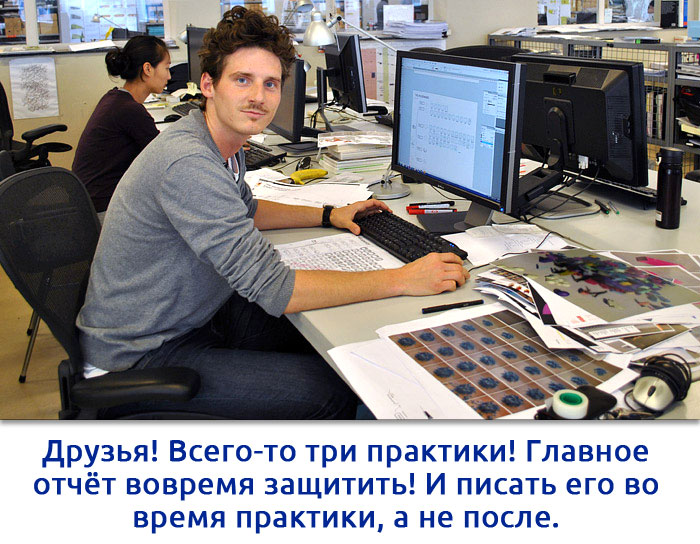 Друзья! Всего-то три практики! Главное
отчёт вовремя защитить! И писать его во
время практики, а не после.